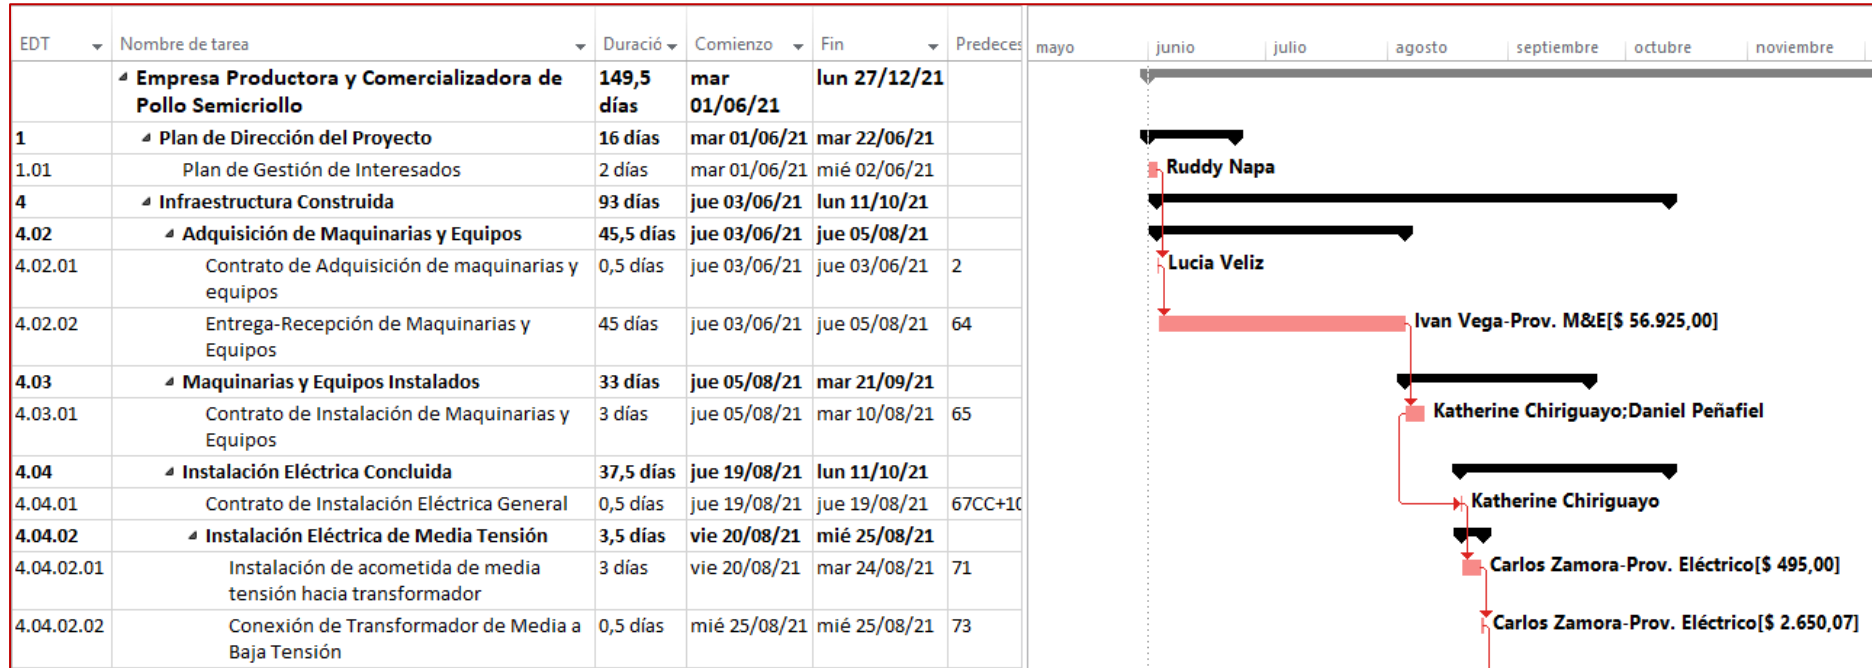 EDT Nombre de tarea Duració Comienzo Fin Predeces mayo junio julio agosto septiembre octubre noviembre
Empresa Productora y Comercializadora de 149,5 mar lun 27/12/21
Pollo Semicriollo días 01/06/21
1 Plan de Dirección del Proyecto 16 días mar 01/06/21 mar 22/06/21
1.01 Plan de Gestión de Interesados 2 días mar 01/06/21 mié 02/06/21 Ruddy Napa
4 Infraestructura Construida 93 días jue 03/06/21 lun 11/10/21
4.02 Adquisición de Maquinarias y Equipos 45,5 días jue 03/06/21 jue 05/08/21
4.02.01 Contrato de Adquisición de maquinarias y 0,5 días jue 03/06/21 jue 03/06/21 2 Lucia Veliz
equipos
4.02.02 Entrega-Recepción de Maquinarias y 45 días jue 03/06/21 jue 05/08/21 64 Ivan Vega-Prov. M&E[$ 56.925,00]
Equipos
4.03 Maquinarias y Equipos Instalados 33 días jue 05/08/21 mar 21/09/21
4.03.01 Contrato de Instalación de Maquinarias y 3 días jue 05/08/21 mar 10/08/21 65 Katherine Chiriguayo;Daniel Peñafiel
Equipos
4.04 Instalación Eléctrica Concluida 37,5 días jue 19/08/21 lun 11/10/21
4.04.01 Contrato de Instalación Eléctrica General 0,5 días jue 19/08/21 jue 19/08/21 67CC+10 Katherine Chiriguayo
4.04.02 Instalación Eléctrica de Media Tensión 3,5 días vie 20/08/21 mié 25/08/21
4.04.02.01 Instalación de acometida de media 3 días vie 20/08/21 mar 24/08/21 71 Carlos Zamora-Prov. Eléctrico[$ 495,00]
tensión hacia transformador
4.04.02.02 Conexión de Transformador de Media a 0,5 días mié 25/08/21 mié 25/08/21 73 Carlos Zamora-Prov. Eléctrico[$ 2.650,07]
Baja Tensión